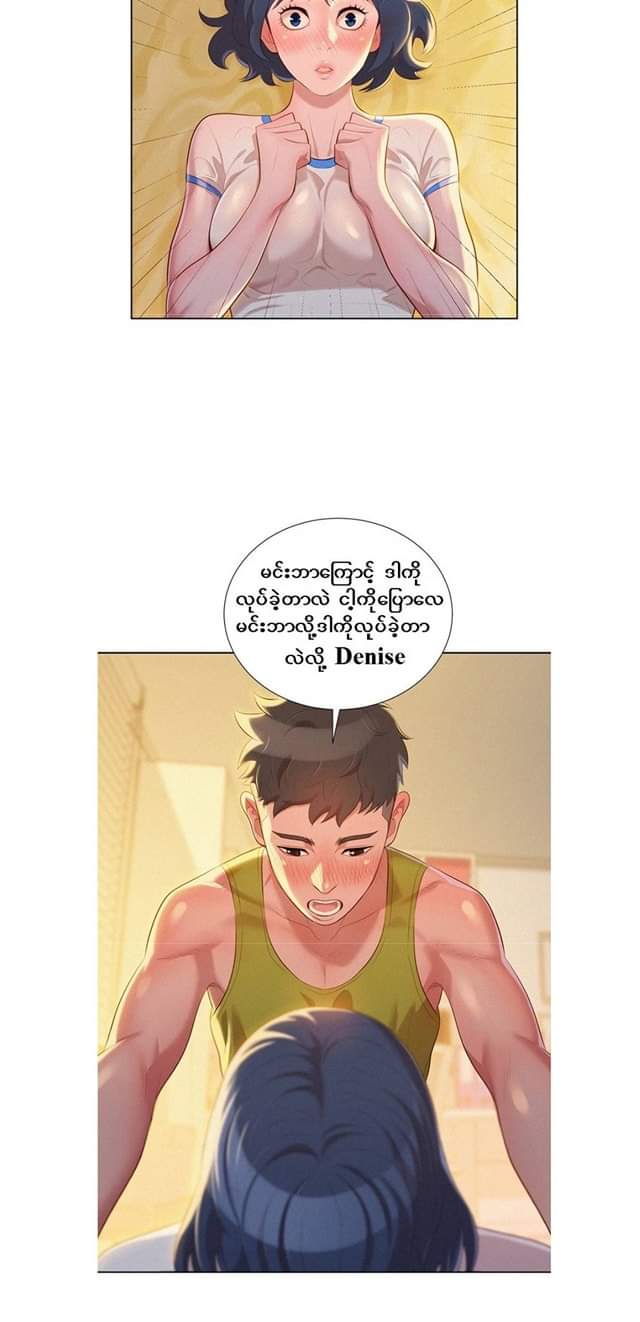 မင်းဘာကြောင့် ဒါကို
လုပ်ခဲ့တာလဲ ငါ့ကိုပြောလေ
မင်းဘာလို့ဒါကိုလုပ်ခဲ့တာ
လဲလို့ Denise